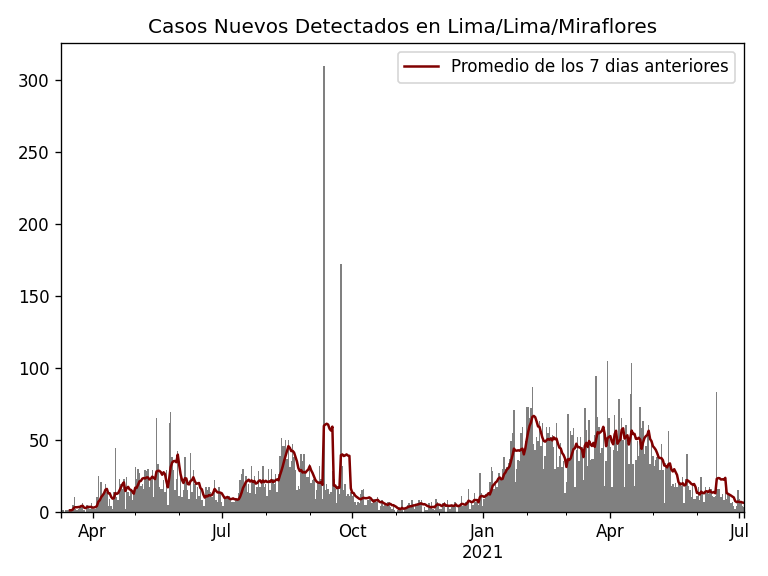 Casos Nuevos Detectados en Lima/Lima/Miraflores
Promedio de los 7 dias anteriores
300
250
200
150
100
50
0
Apr Jul Oct Jan Apr Jul
2021